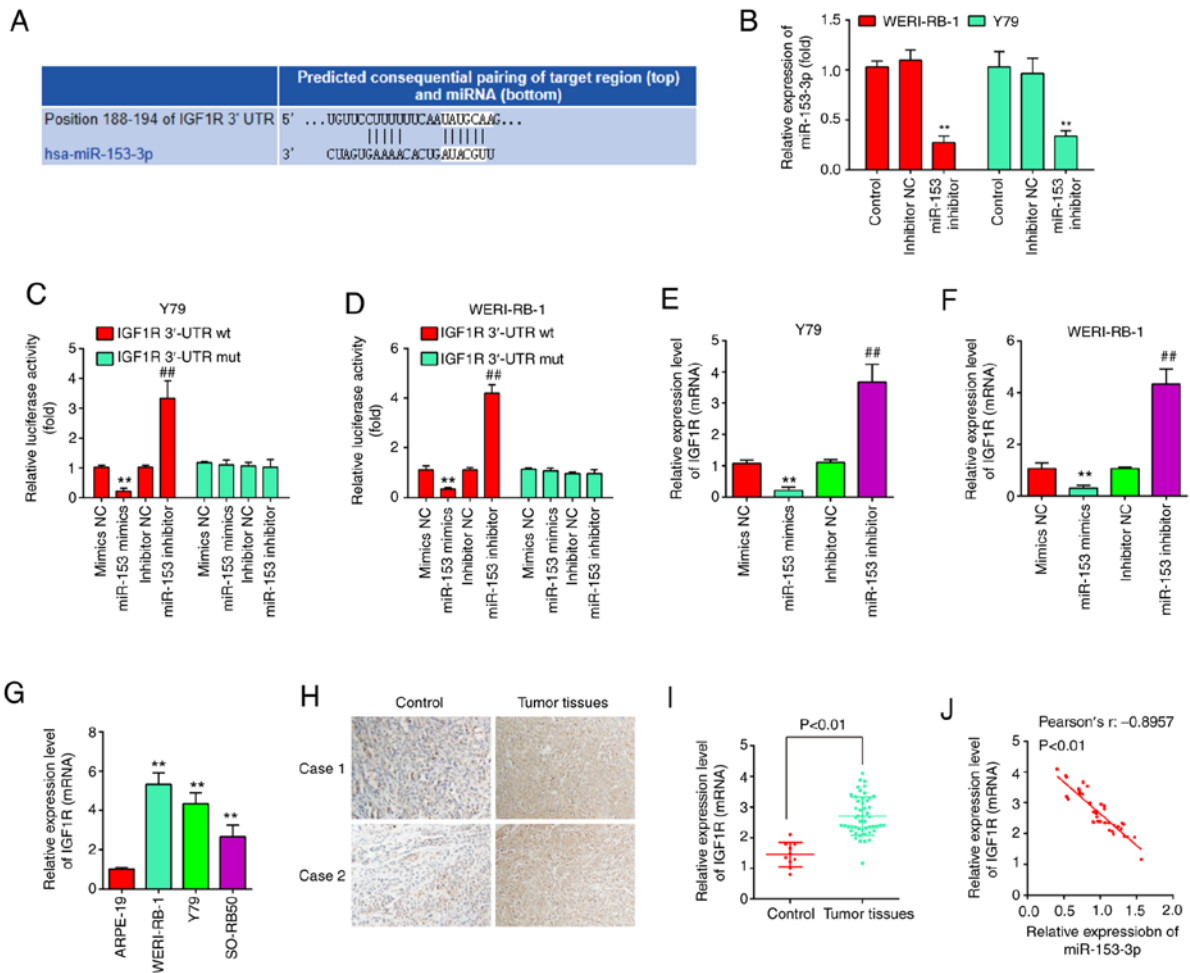 A
Predicted consequential pairing of target region (top)
and miRNA (bottom)
Position 188-194 of IGF1R 3' UTR
5' ...UGUUCCUUUUUUCAAUAUGCAAG...
hsa-miR-153-3p
3' CUAGUGAAAACACUGAUACGUU
B
WERI-RB-1
Y79
Relative expression of
miR-153-3p (fold)
1.5
1.0
0.5
0.0
**
**
Control
Inhibitor NC
miR-153
inhibitor
Control
Inhibitor NC
miR-153
inhibitor
C
Y79
IGF1R 3'-UTR wt
IGF1R 3'-UTR mut
Relative luciferase activity
(fold)
5
4
3
2
1
0
**
##
Mimics NC
miR-153 mimics
Inhibitor NC
miR-153 inhibitor
Mimics NC
miR-153 mimics
Inhibitor NC
miR-153 inhibitor
D
WERI-RB-1
IGF1R 3'-UTR wt
IGF1R 3'-UTR mut
Relative luciferase activity
(fold)
6
4
2
0
**
##
Mimics NC
miR-153 mimics
Inhibitor NC
miR-153 inhibitor
Mimics NC
miR-153 mimics
Inhibitor NC
miR-153 inhibitor
E
Y79
Relative expression level
of IGF1R (mRNA)
5
4
3
2
1
0
**
##
Mimics NC
miR-153 mimics
Inhibitor NC
miR-153 inhibitor
F
WERI-RB-1
Relative expression level
of IGF1R (mRNA)
6
4
2
0
**
##
Mimics NC
miR-153 mimics
Inhibitor NC
miR-153 inhibitor
G
Relative expression level
of IGF1R (mRNA)
8
6
4
2
0
**
**
**
ARPE-19
WERI-RB-1
Y79
SO-RB50
H
Control
Tumor tissues
Case 1
Case 2
I
P<0.01
Relative expression level
of IGF1R (mRNA)
5
4
3
2
1
0
Control
Tumor tissues
J
Pearson's r: −0.8957
P<0.01
Relative expression level
of IGF1R (mRNA)
5
4
3
2
1
0
0.0
0.5
1.0
1.5
2.0
Relative expressiobn of
miR-153-3p